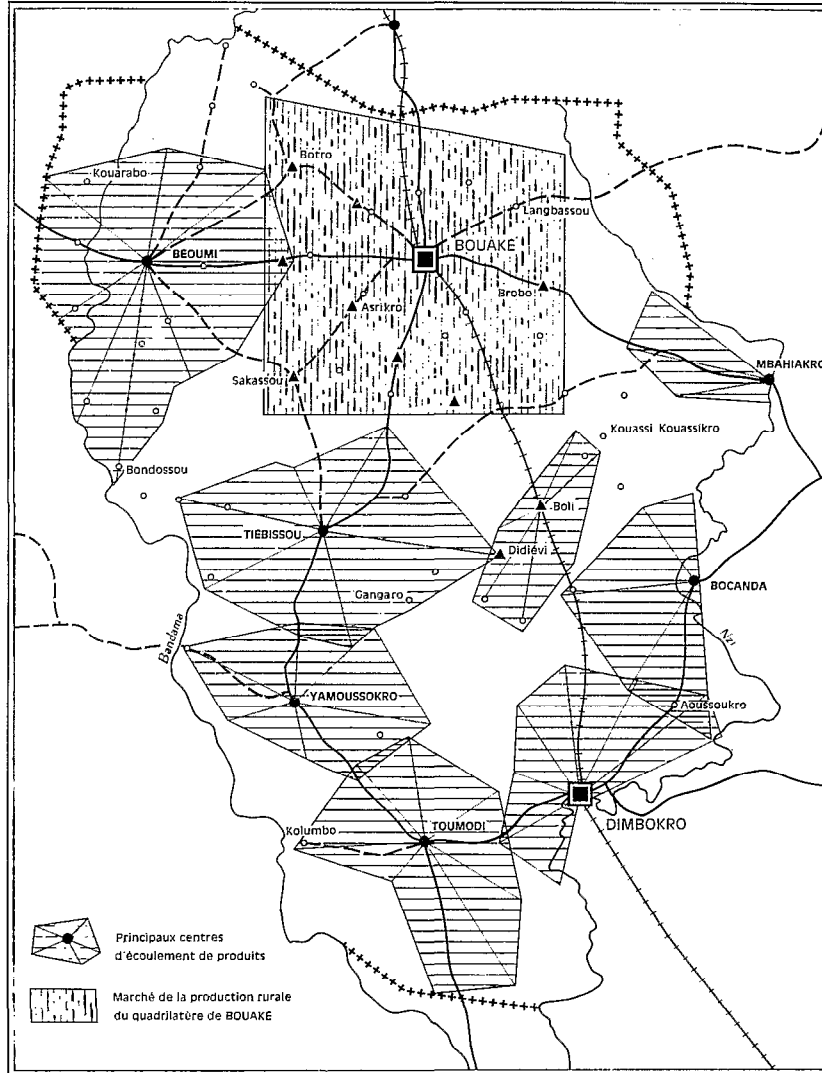 Kouarabo
Botro
Langbassou
BOUAKE
BEOUMI
Brobo
Asrikro
MBAHIAKRO
Sakassou
Kouassi Kouassikro
Bondossou
Boli
TIEBISSOU
Didiévi
BOCANDA
Gangaro
Bandama
Nzi
YAMOUSSOKRO
Aoussoukro
TOUMODI
DIMBOKRO
Kolumbo
Principaux centres
d'écoulement de produits
Marché de la production rurale
du quadrilatère de BOUAKE